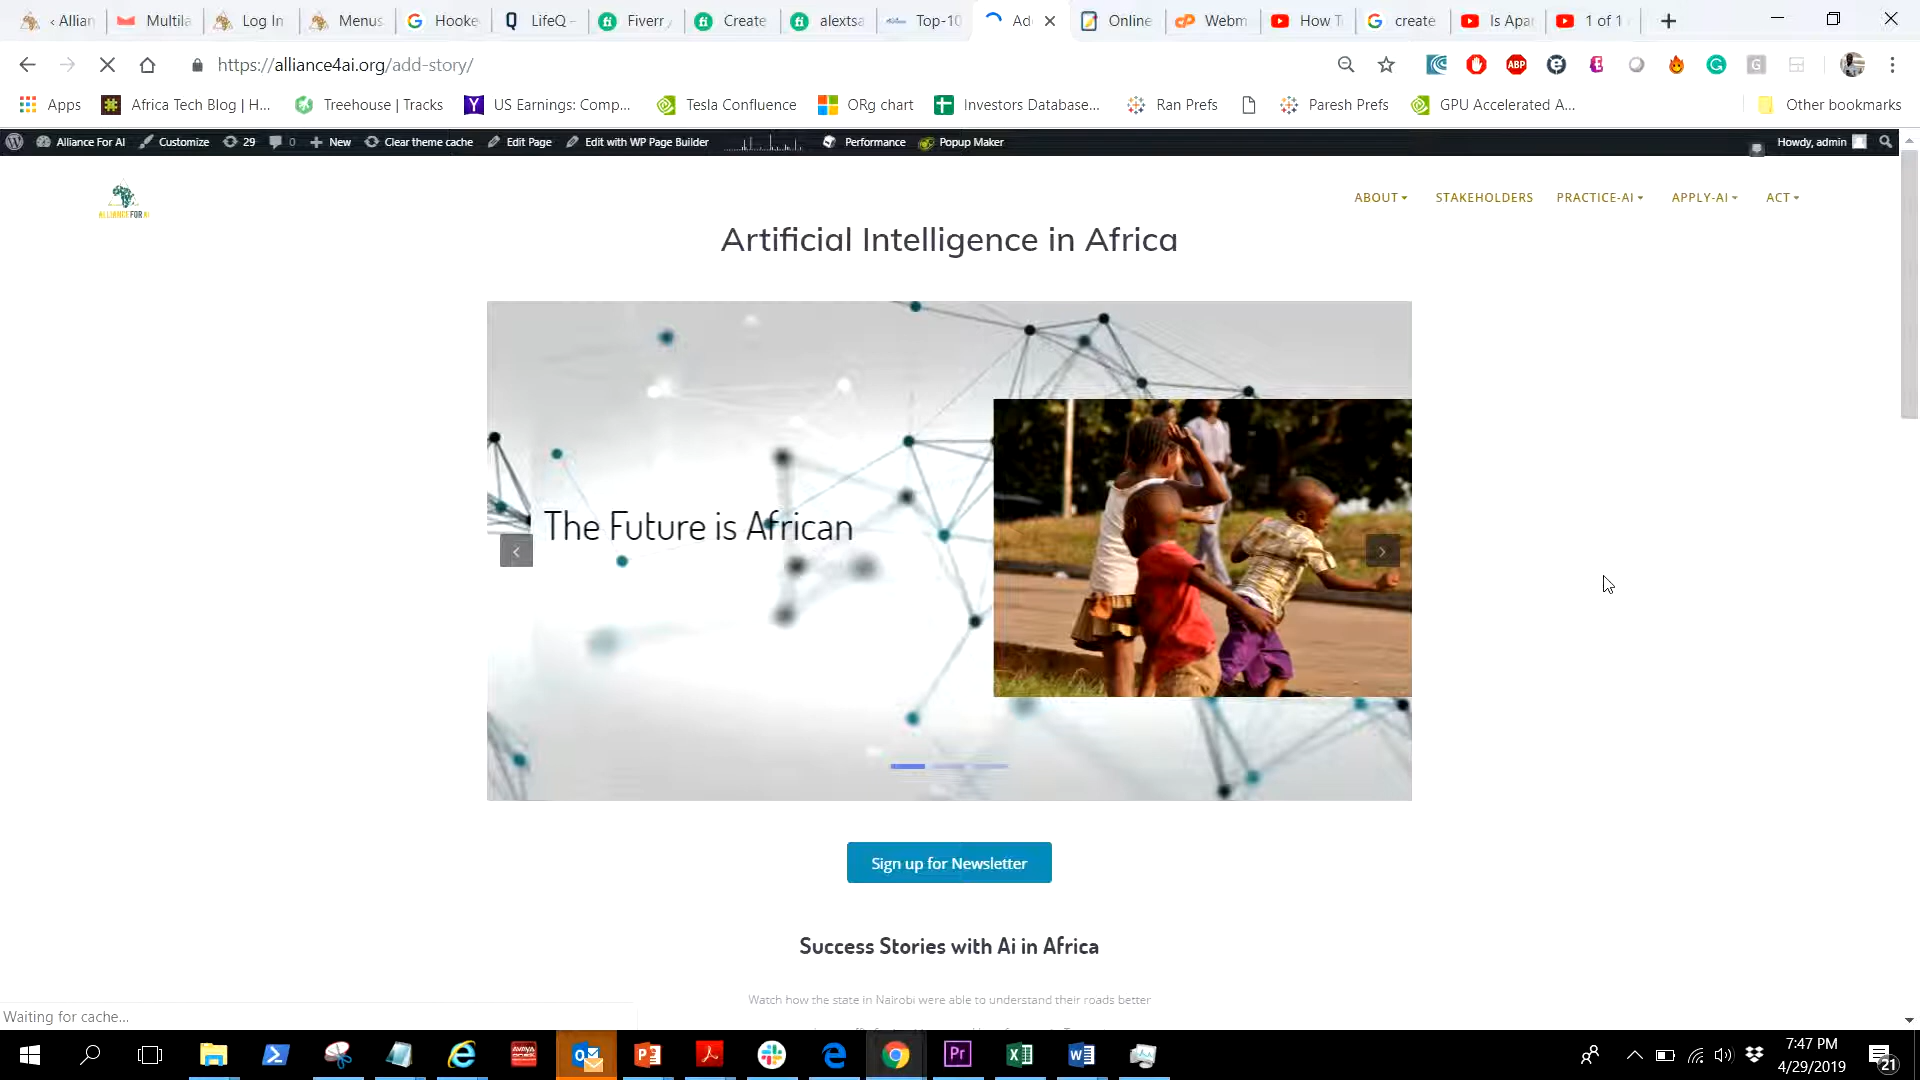 ‹ Allian
Multila
Log In
Menus
Hooke
LifeQ -
Fiverr /
Create
alextsa
Top-10
Ad
Online
Webm
How T
create
Is Apa
1 of 1
https://alliance4ai.org/add-story/
Apps
Africa Tech Blog | H...
Treehouse | Tracks
US Earnings: Comp...
Tesla Confluence
ORg chart
Investors Database...
Ran Prefs
Paresh Prefs
GPU Accelerated A...
Other bookmarks
Alliance For AI
Customize
29
0
New
Clear theme cache
Edit Page
Edit with WP Page Builder
Performance
Popup Maker
Howdy, admin
ALLIANCE FOR AI
ABOUT
STAKEHOLDERS
PRACTICE-AI
APPLY-AI
ACT
Artificial Intelligence in Africa
The Future is African
Sign up for Newsletter
Success Stories with Ai in Africa
Watch how the state in Nairobi were able to understand their roads better
Waiting for cache...
7:47 PM
4/29/2019
21